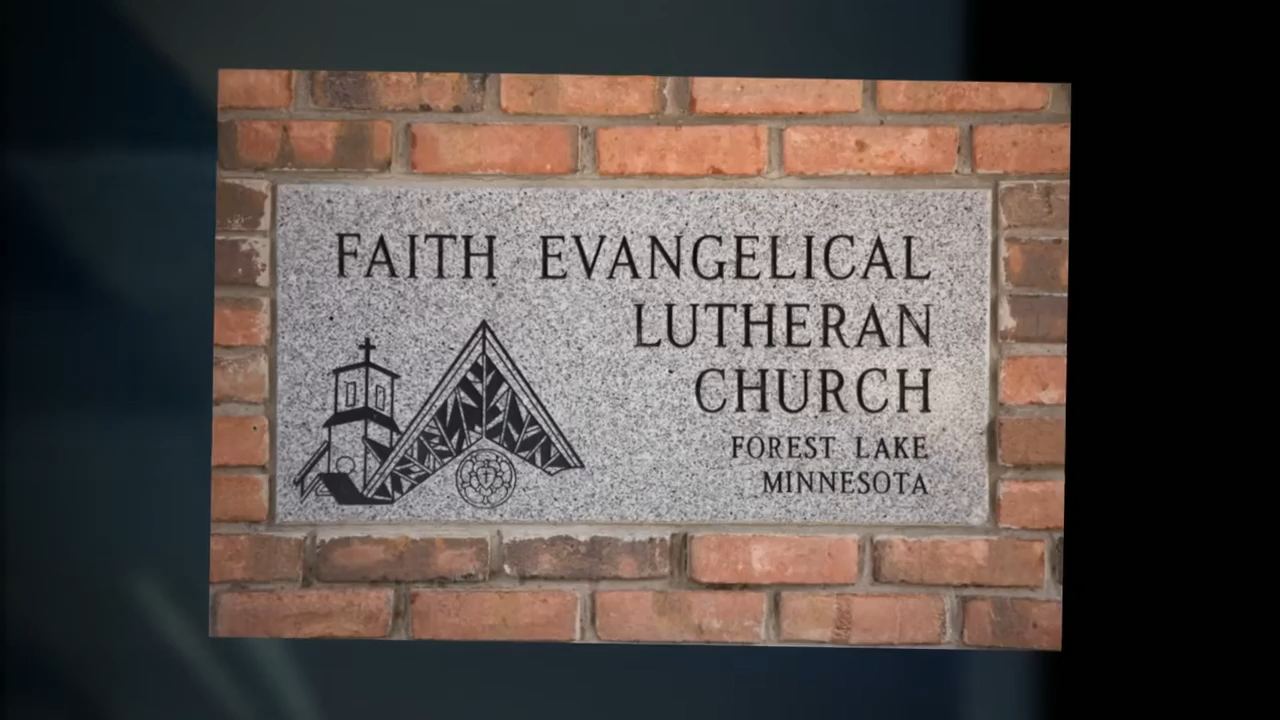 FAITH EVANGELICAL
LUTHERAN
CHURCH
FOREST LAKE
MINNESOTA